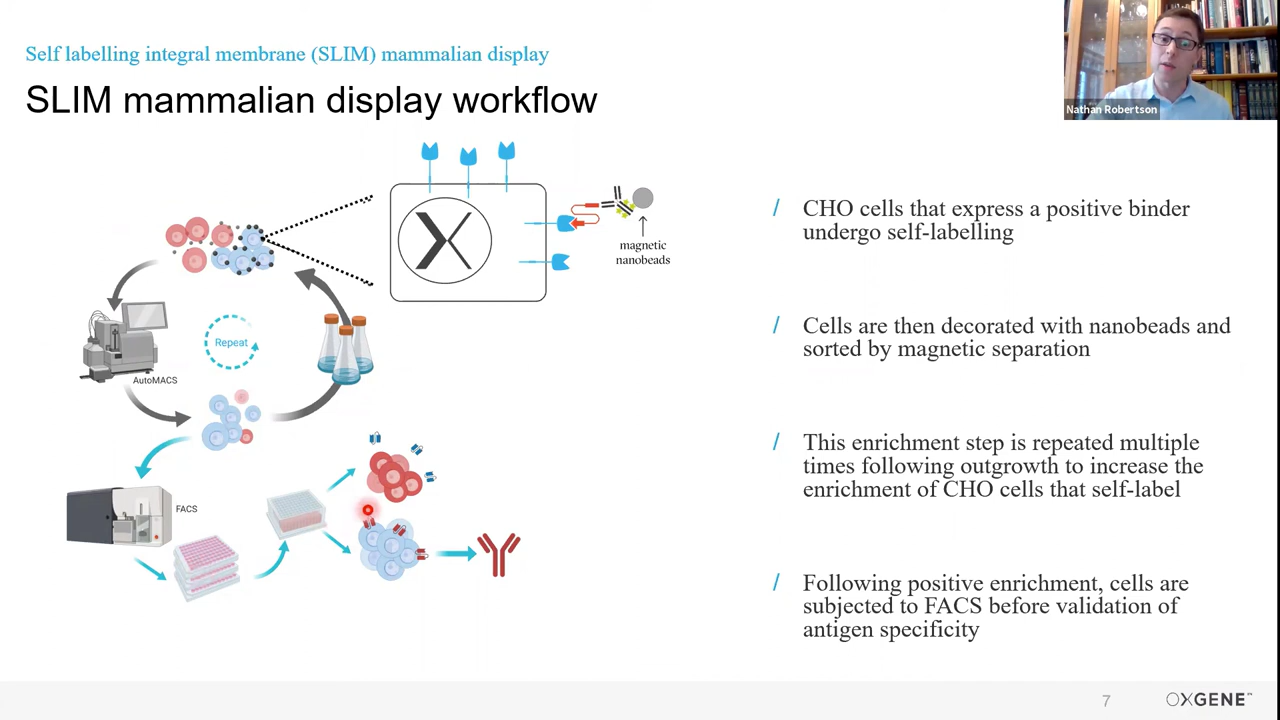 Self labelling integral membrane (SLIM) mammalian display
SLIM mammalian display workflow
Nathan Robertson
magnetic
nanobeads
Repeat
AutoMACS
FACS
CHO cells that express a positive binder
undergo self-labelling
Cells are then decorated with nanobeads and
sorted by magnetic separation
This enrichment step is repeated multiple
times following outgrowth to increase the
enrichment of CHO cells that self-label
Following positive enrichment, cells are
subjected to FACS before validation of
antigen specificity
7
OXGENE™